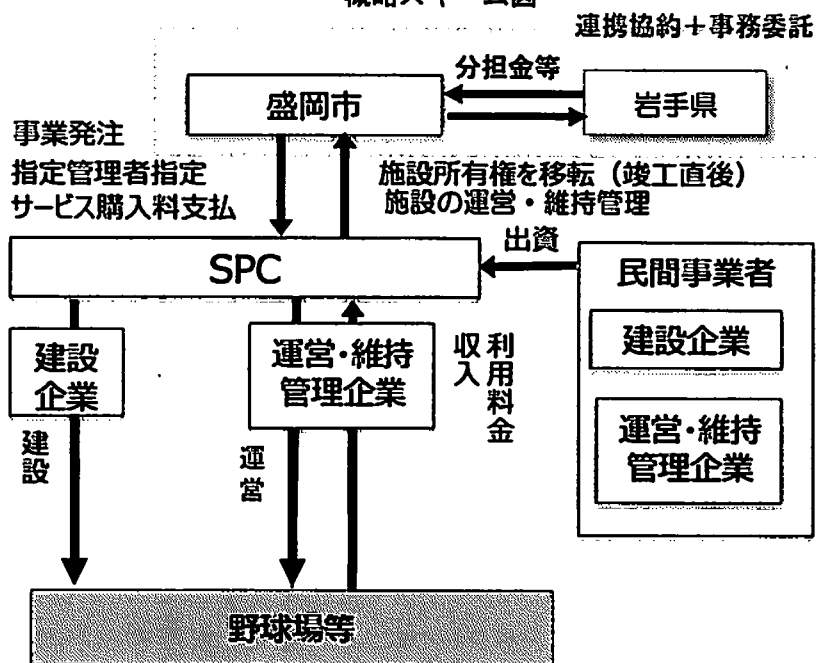 連携協約＋事務委託
分担金等
盛岡市
岩手県
事業発注
指定管理者指定
サービス購入料支払
施設所有権を移転（竣工直後）
施設の運営・維持管理
出資
SPC
民間事業者
建設企業
運営・維持
管理企業
建設
企業
運営・維持
管理企業
利用料金
収入
建設
運営
野球場等